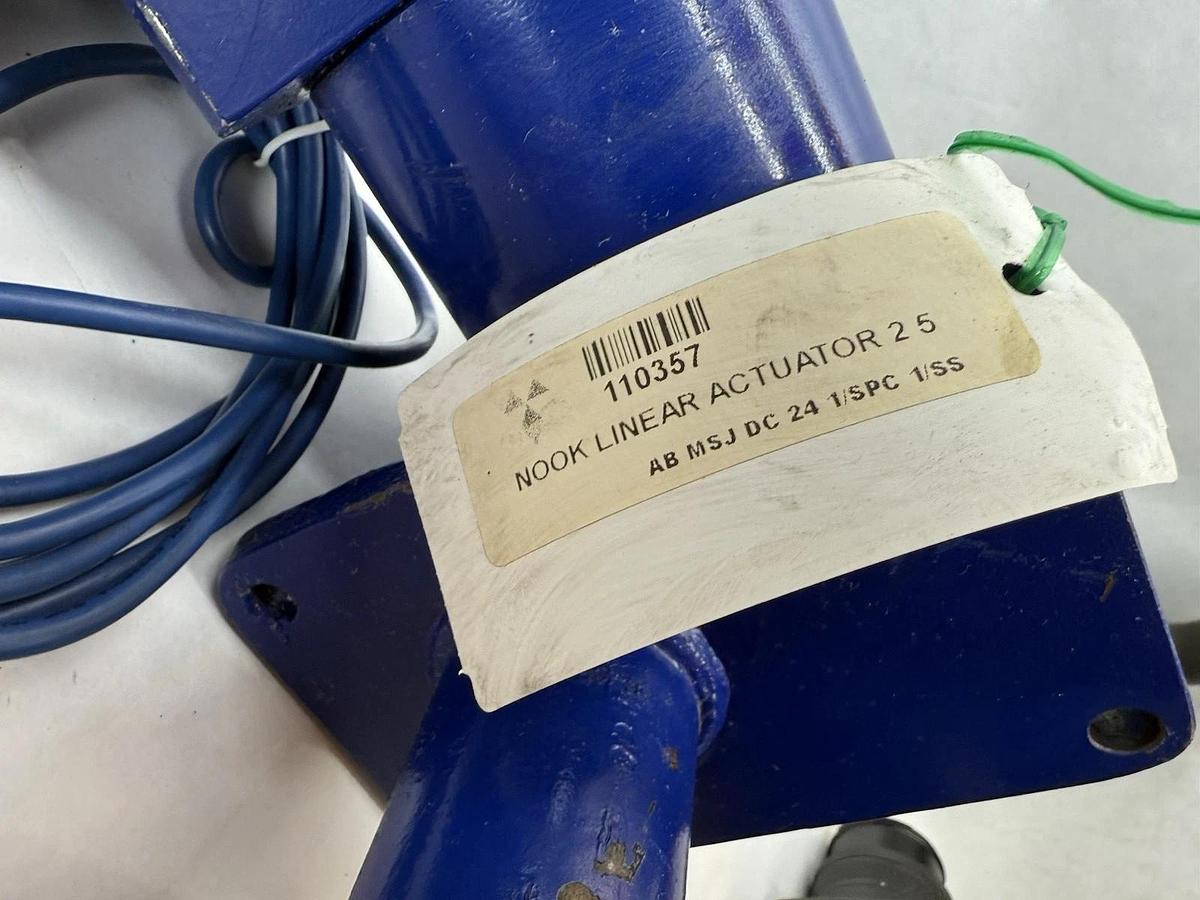 110357
NOOK LINEAR ACTUATOR 2 5
AB MSJ DC 24 1/SPC 1/SS